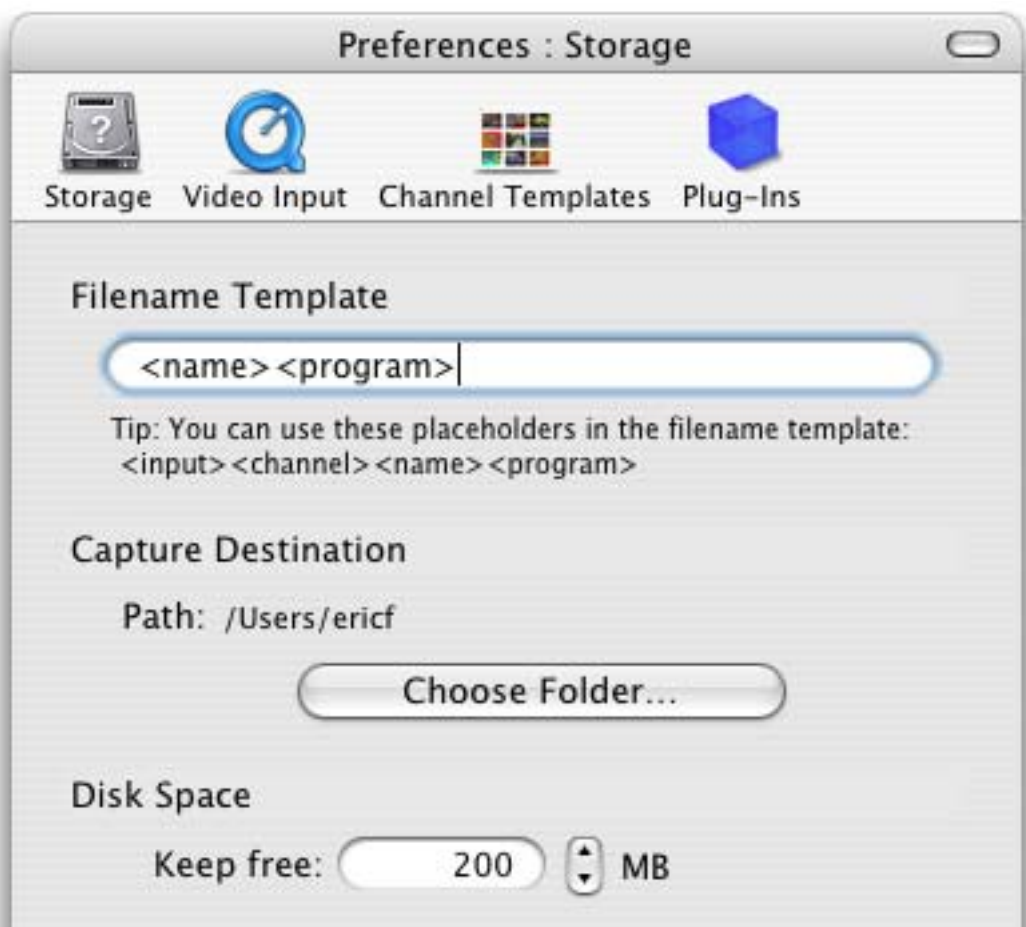 Preferences : Storage
?
Storage Video Input Channel Templates Plug-Ins
Filename Template
<name><program>
Tip: You can use these placeholders in the filename template:
<input><channel><name><program>
Capture Destination
Path: /Users/ericf
Choose Folder...
Disk Space
Keep free: 200 MB